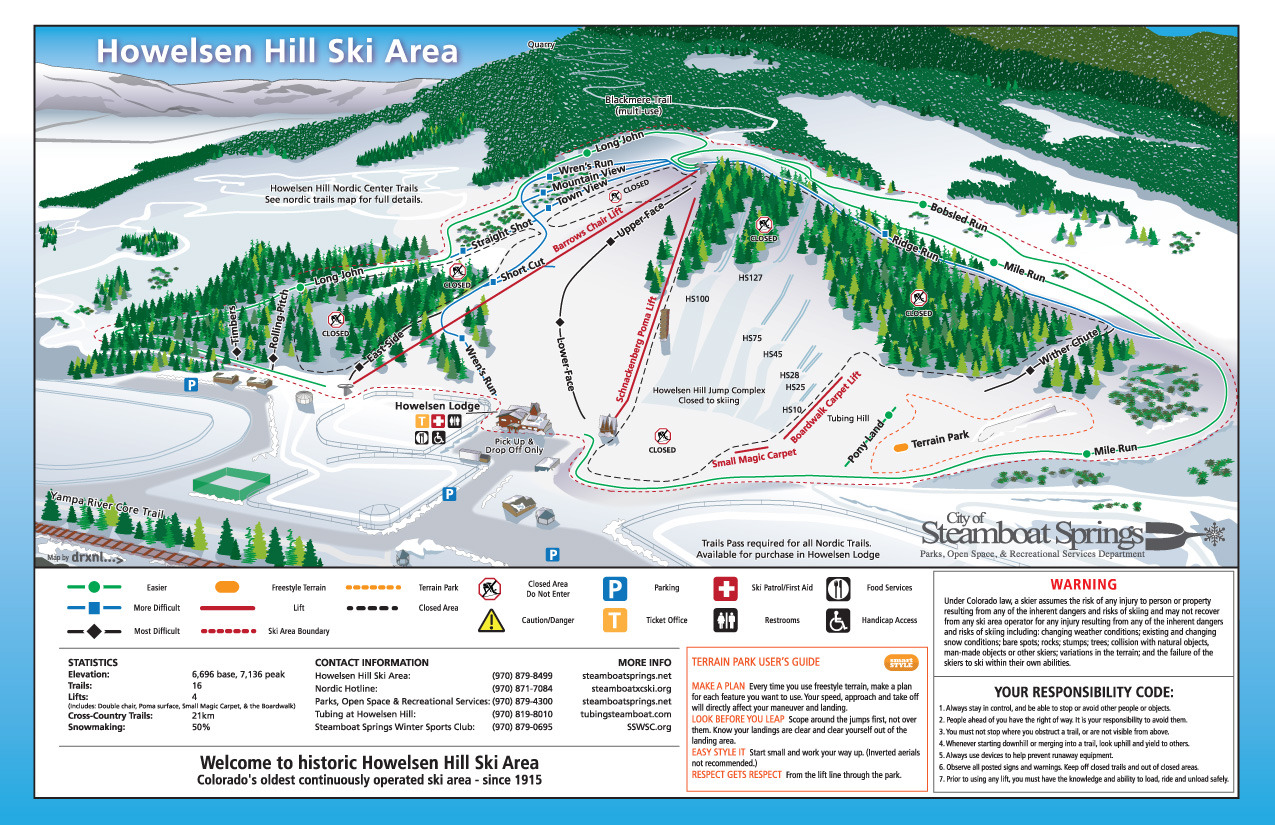 Howelsen Hill Ski Area
Quarry
Blackmere Trail
(multi-use)
Long John
Wren's Run
Mountain View
Town View
CLOSED
Howelsen Hill Nordic Center Trails
See nordic trails map for full details.
Straight Shot
Barrows Chair Lift
Upper Face
CLOSED
Bobsled Run
Ridge Run
Mile Run
Long John
CLOSED
Short Cut
HS127
HS100
Timbers
Rolling Pitch
CLOSED
CLOSED
East Side
Wren's Run
Lower Face
Schnackenberg Poma Lift
HS75
HS45
HS28
HS25
HS10
Wither Chute
P
Howelsen Hill Jump Complex
Closed to skiing
Boardwalk Carpet Lift
Tubing Hill
Howelsen Lodge
T
Pick Up &
Drop Off Only
CLOSED
Small Magic Carpet
Pony Land
Terrain Park
Mile Run
P
Yampa River Core Trail
Map by drxnl...>
P
Trails Pass required for all Nordic Trails.
Available for purchase in Howelsen Lodge
City of
Steamboat Springs
Parks, Open Space, & Recreational Services Department
Easier
Freestyle Terrain
Terrain Park
Closed Area
Do Not Enter
P
Parking
Ski Patrol/First Aid
Food Services
More Difficult
Lift
Closed Area
Caution/Danger
T
Ticket Office
Restrooms
Handicap Access
Most Difficult
Ski Area Boundary
STATISTICS
Elevation: 6,696 base, 7,136 peak
Trails: 16
Lifts: 4
(Includes: Double chair, Poma surface, Small Magic Carpet, & the Boardwalk)
Cross-Country Trails: 21km
Snowmaking: 50%
CONTACT INFORMATION MORE INFO
Howelsen Hill Ski Area: (970) 879-8499 steamboatsprings.net
Nordic Hotline: (970) 871-7084 steamboatxcski.org
Parks, Open Space & Recreational Services: (970) 879-4300 steamboatsprings.net
Tubing at Howelsen Hill: (970) 819-8010 tubingsteamboat.com
Steamboat Springs Winter Sports Club: (970) 879-0695 SSWSC.org
Welcome to historic Howelsen Hill Ski Area
Colorado's oldest continuously operated ski area - since 1915
TERRAIN PARK USER'S GUIDE
smart
STYLE
MAKE A PLAN Every time you use freestyle terrain, make a plan
for each feature you want to use. Your speed, approach and take off
will directly affect your maneuver and landing.
LOOK BEFORE YOU LEAP Scope around the jumps first, not over
them. Know your landings are clear and clear yourself out of the
landing area.
EASY STYLE IT Start small and work your way up. (Inverted aerials
not recommended.)
RESPECT GETS RESPECT From the lift line through the park.
WARNING
Under Colorado law, a skier assumes the risk of any injury to person or property
resulting from any of the inherent dangers and risks of skiing and may not recover
from any ski area operator for any injury resulting from any of the inherent dangers
and risks of skiing including: changing weather conditions; existing and changing
snow conditions; bare spots; rocks; stumps; trees; collision with natural objects,
man-made objects or other skiers; variations in the terrain; and the failure of the
skiers to ski within their own abilities.
YOUR RESPONSIBILITY CODE:
1. Always stay in control, and be able to stop or avoid other people or objects.
2. People ahead of you have the right of way. It is your responsibility to avoid them.
3. You must not stop where you obstruct a trail, or are not visible from above.
4. Whenever starting downhill or merging into a trail, look uphill and yield to others.
5. Always use devices to help prevent runaway equipment.
6. Observe all posted signs and warnings. Keep off closed trails and out of closed areas.
7. Prior to using any lift, you must have the knowledge and ability to load, ride and unload safely.